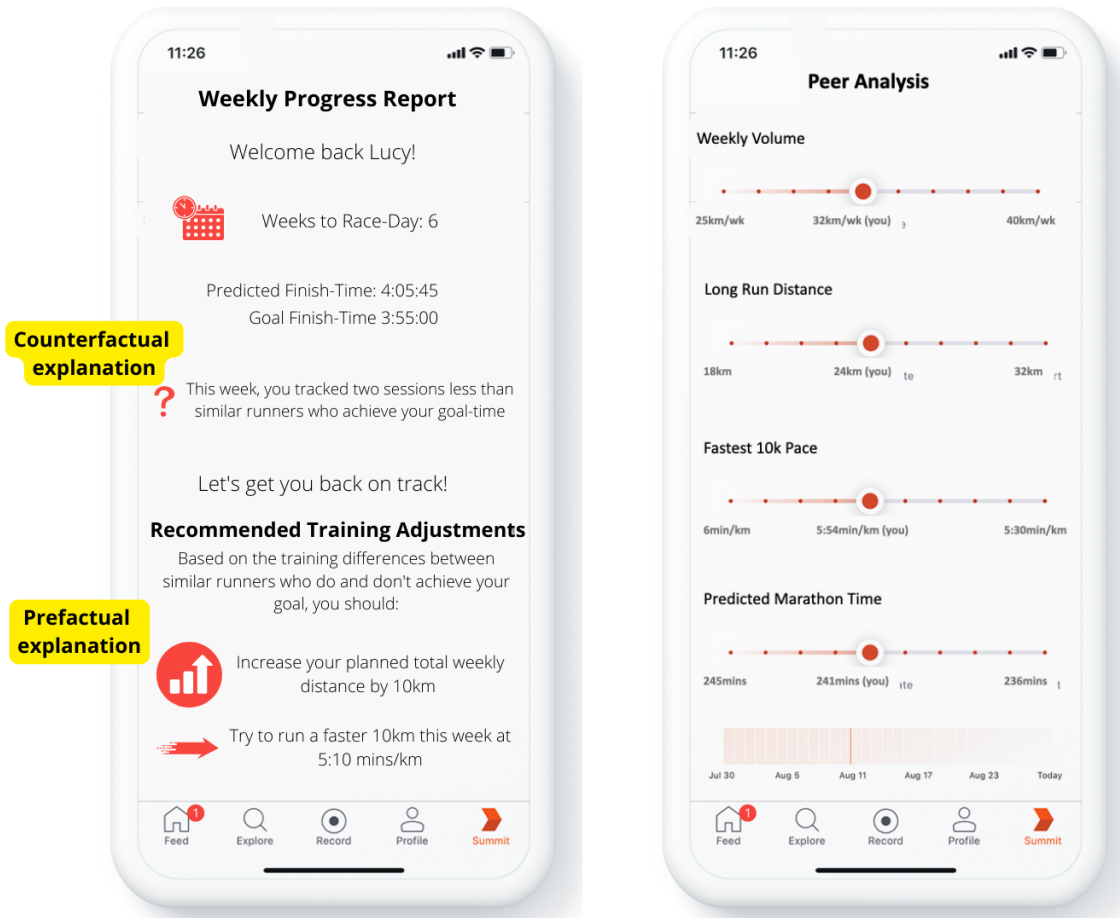 11:26
Weekly Progress Report
Welcome back Lucy!
Weeks to Race-Day: 6
Predicted Finish-Time: 4:05:45
Goal Finish-Time 3:55:00
Counterfactual
explanation
?
This week, you tracked two sessions less than
similar runners who achieve your goal-time
Let's get you back on track!
Recommended Training Adjustments
Based on the training differences between
similar runners who do and don't achieve your
goal, you should:
Prefactual
explanation
Increase your planned total weekly
distance by 10km
Try to run a faster 10km this week at
5:10 mins/km
1
Feed Explore Record Profile Summit
11:26
Peer Analysis
Weekly Volume
25km/wk 32km/wk (you) 40km/wk
Long Run Distance
18km 24km (you) te 32km rt
Fastest 10k Pace
6min/km 5:54min/km (you) 5:30min/km
Predicted Marathon Time
245mins 241mins (you) ate 236mins t
Jul 30 Aug 5 Aug 11 Aug 17 Aug 23 Today
1
Feed Explore Record Profile Summit